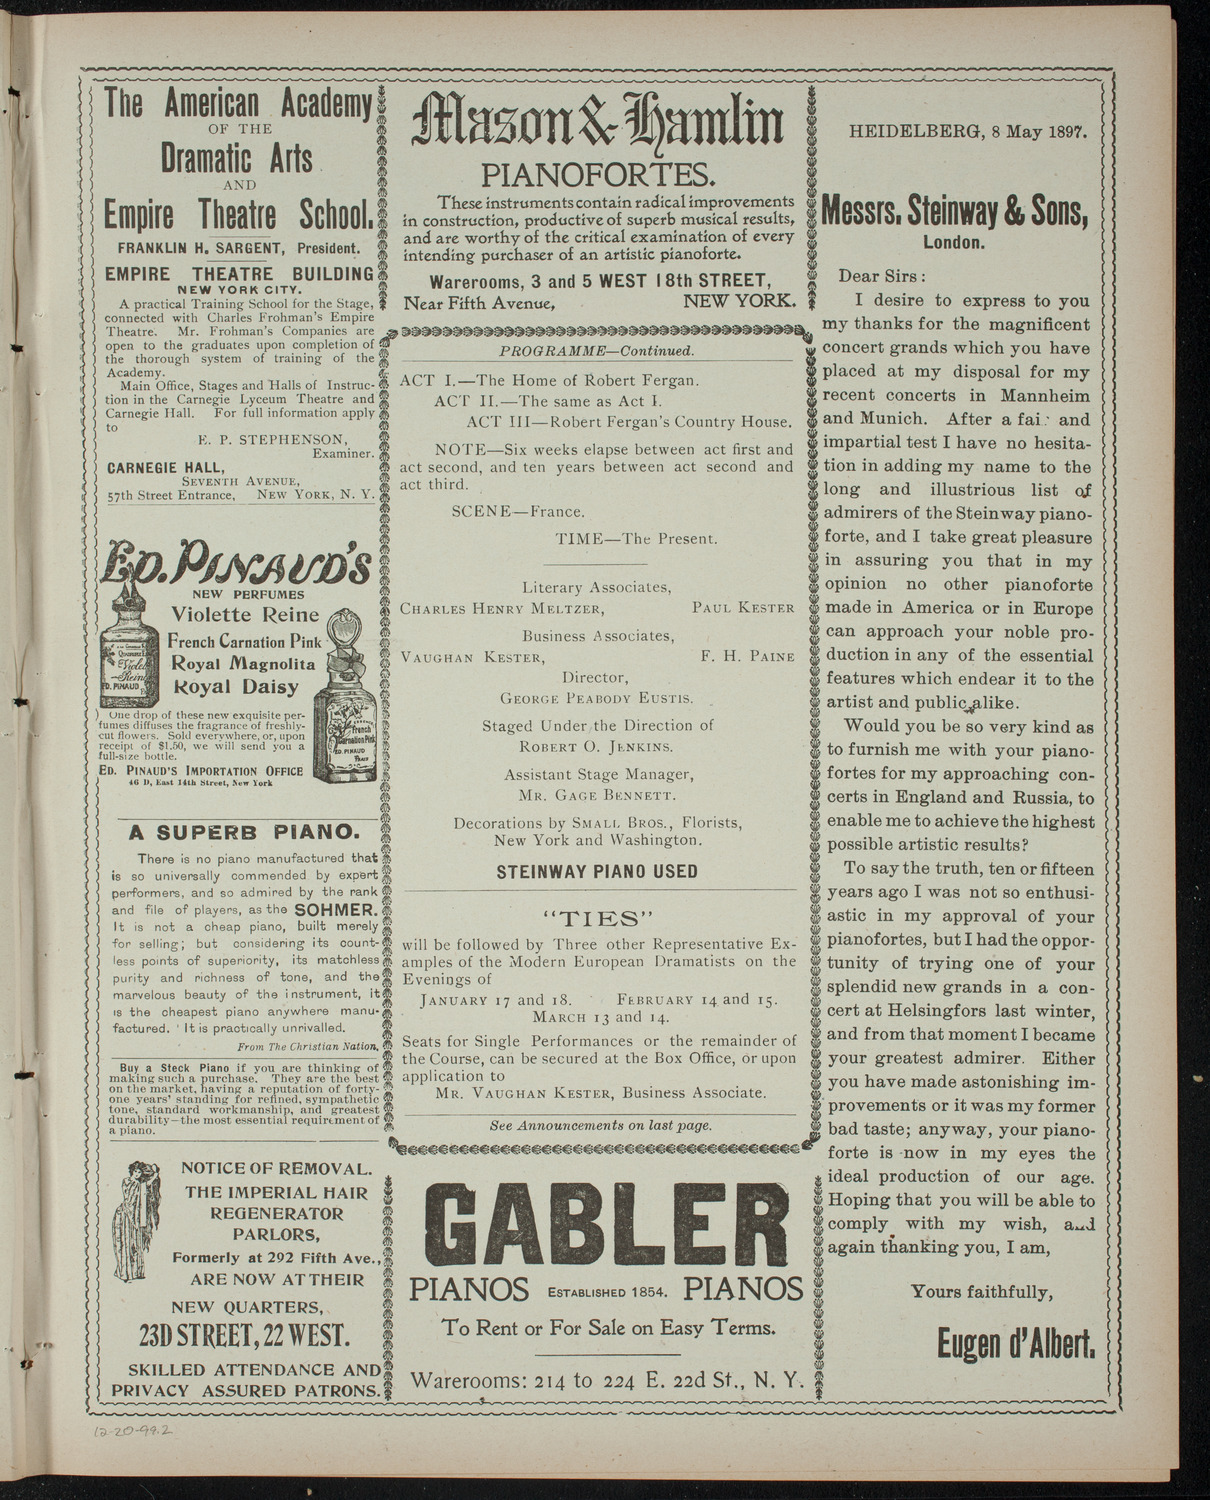 The American Academy
OF THE
Dramatic Arts
AND
Empire Theatre School.
FRANKLIN H. SARGENT, President.
EMPIRE THEATRE BUILDING
NEW YORK CITY.
A practical Training School for the Stage,
connected with Charles Frohman's Empire
Theatre. Mr. Frohman's Companies are
open to the graduates upon completion of
the thorough system of training of the
Academy.
Main Office, Stages and Halls of Instruc-
tion in the Carnegie Lyceum Theatre and
Carnegie Hall. For full information apply
to
E. P. STEPHENSON,
Examiner.
CARNEGIE HALL,
SEVENTH AVENUE,
57th Street Entrance, NEW YORK, N. Y.
ED. PINAUD'S
NEW PERFUMES
Violette Reine
French Carnation Pink
Royal Magnolita
Royal Daisy
One drop of these new exquisite per-
fumes diffuses the fragrance of freshly-
cut flowers. Sold everywhere, or, upon
receipt of $1.50, we will send you a
full-size bottle.
ED. PINAUD'S IMPORTATION OFFICE
46 D, East 14th Street, New York
A SUPERB PIANO.
There is no piano manufactured that
is so universally commended by expert
performers, and so admired by the rank
and file of players, as the SOHMER.
It is not a cheap piano, built merely
for selling; but considering its count-
less points of superiority, its matchless
purity and richness of tone, and the
marvelous beauty of the instrument, it
is the cheapest piano anywhere manu-
factured. It is practically unrivalled.
From The Christian Nation.
Buy a Steck Piano if you are thinking of
making such a purchase. They are the best
on the market, having a reputation of forty-
one years' standing for refined, sympathetic
tone, standard workmanship, and greatest
durability—the most essential requirement of
a piano.
NOTICE OF REMOVAL.
THE IMPERIAL HAIR
REGENERATOR
PARLORS,
Formerly at 292 Fifth Ave.,
ARE NOW AT THEIR
NEW QUARTERS,
23D STREET, 22 WEST.
SKILLED ATTENDANCE AND
PRIVACY ASSURED PATRONS.
Mason & Hamlin
PIANOFORTES.
These instruments contain radical improvements
in construction, productive of superb musical results,
and are worthy of the critical examination of every
intending purchaser of an artistic pianoforte.
Warerooms, 3 and 5 WEST 18th STREET,
Near Fifth Avenue, NEW YORK.
PROGRAMME—Continued.
ACT I.—The Home of Robert Fergan.
ACT II.—The same as Act I.
ACT III—Robert Fergan's Country House.
NOTE—Six weeks elapse between act first and
act second, and ten years between act second and
act third.
SCENE—France.
TIME—The Present.
Literary Associates,
CHARLES HENRY MELTZER, PAUL KESTER
Business Associates,
VAUGHAN KESTER, F. H. PAINE
Director,
GEORGE PEABODY EUSTIS.
Staged Under the Direction of
ROBERT O. JENKINS.
Assistant Stage Manager,
MR. GAGE BENNETT.
Decorations by SMALL BROS., Florists,
New York and Washington.
STEINWAY PIANO USED
"TIES"
will be followed by Three other Representative Ex-
amples of the Modern European Dramatists on the
Evenings of
JANUARY 17 and 18. FEBRUARY 14 and 15.
MARCH 13 and 14.
Seats for Single Performances or the remainder of
the Course, can be secured at the Box Office, or upon
application to
MR. VAUGHAN KESTER, Business Associate.
See Announcements on last page.
GABLER
PIANOS ESTABLISHED 1854. PIANOS
To Rent or For Sale on Easy Terms.
Warerooms: 214 to 224 E. 22d St., N. Y.
HEIDELBERG, 8 May 1897.
Messrs. Steinway & Sons,
London.
Dear Sirs:
I desire to express to you
my thanks for the magnificent
concert grands which you have
placed at my disposal for my
recent concerts in Mannheim
and Munich. After a fair and
impartial test I have no hesita-
tion in adding my name to the
long and illustrious list of
admirers of the Steinway piano-
forte, and I take great pleasure
in assuring you that in my
opinion no other pianoforte
made in America or in Europe
can approach your noble pro-
duction in any of the essential
features which endear it to the
artist and public alike.
Would you be so very kind as
to furnish me with your piano-
fortes for my approaching con-
certs in England and Russia, to
enable me to achieve the highest
possible artistic results?
To say the truth, ten or fifteen
years ago I was not so enthusi-
astic in my approval of your
pianofortes, but I had the oppor-
tunity of trying one of your
splendid new grands in a con-
cert at Helsingfors last winter,
and from that moment I became
your greatest admirer. Either
you have made astonishing im-
provements or it was my former
bad taste; anyway, your piano-
forte is now in my eyes the
ideal production of our age.
Hoping that you will be able to
comply with my wish, and
again thanking you, I am,
Yours faithfully,
Eugen d'Albert.
12-20-99.2